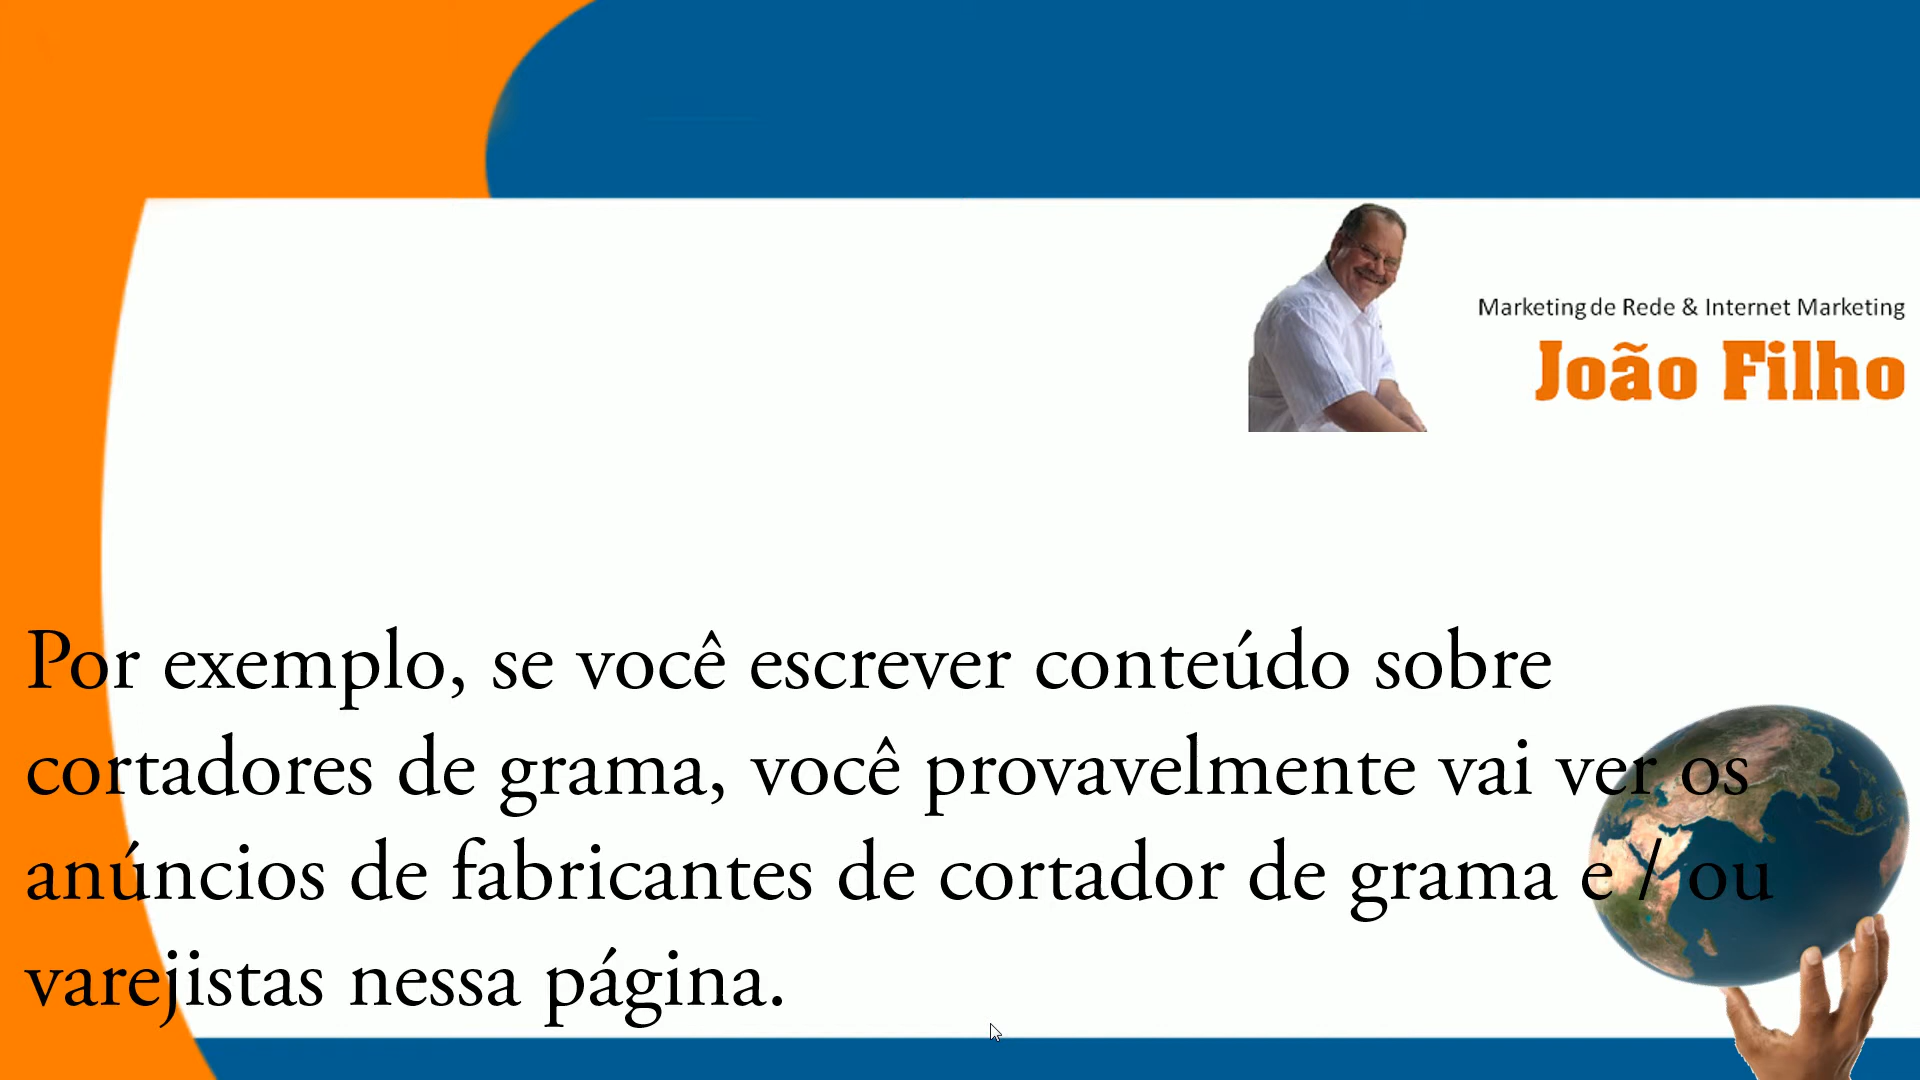 Marketing de Rede & Internet Marketing
João Filho
Por exemplo, se você escrever conteúdo sobre
cortadores de grama, você provavelmente vai ver os
anúncios de fabricantes de cortador de grama e / ou
varejistas nessa página.